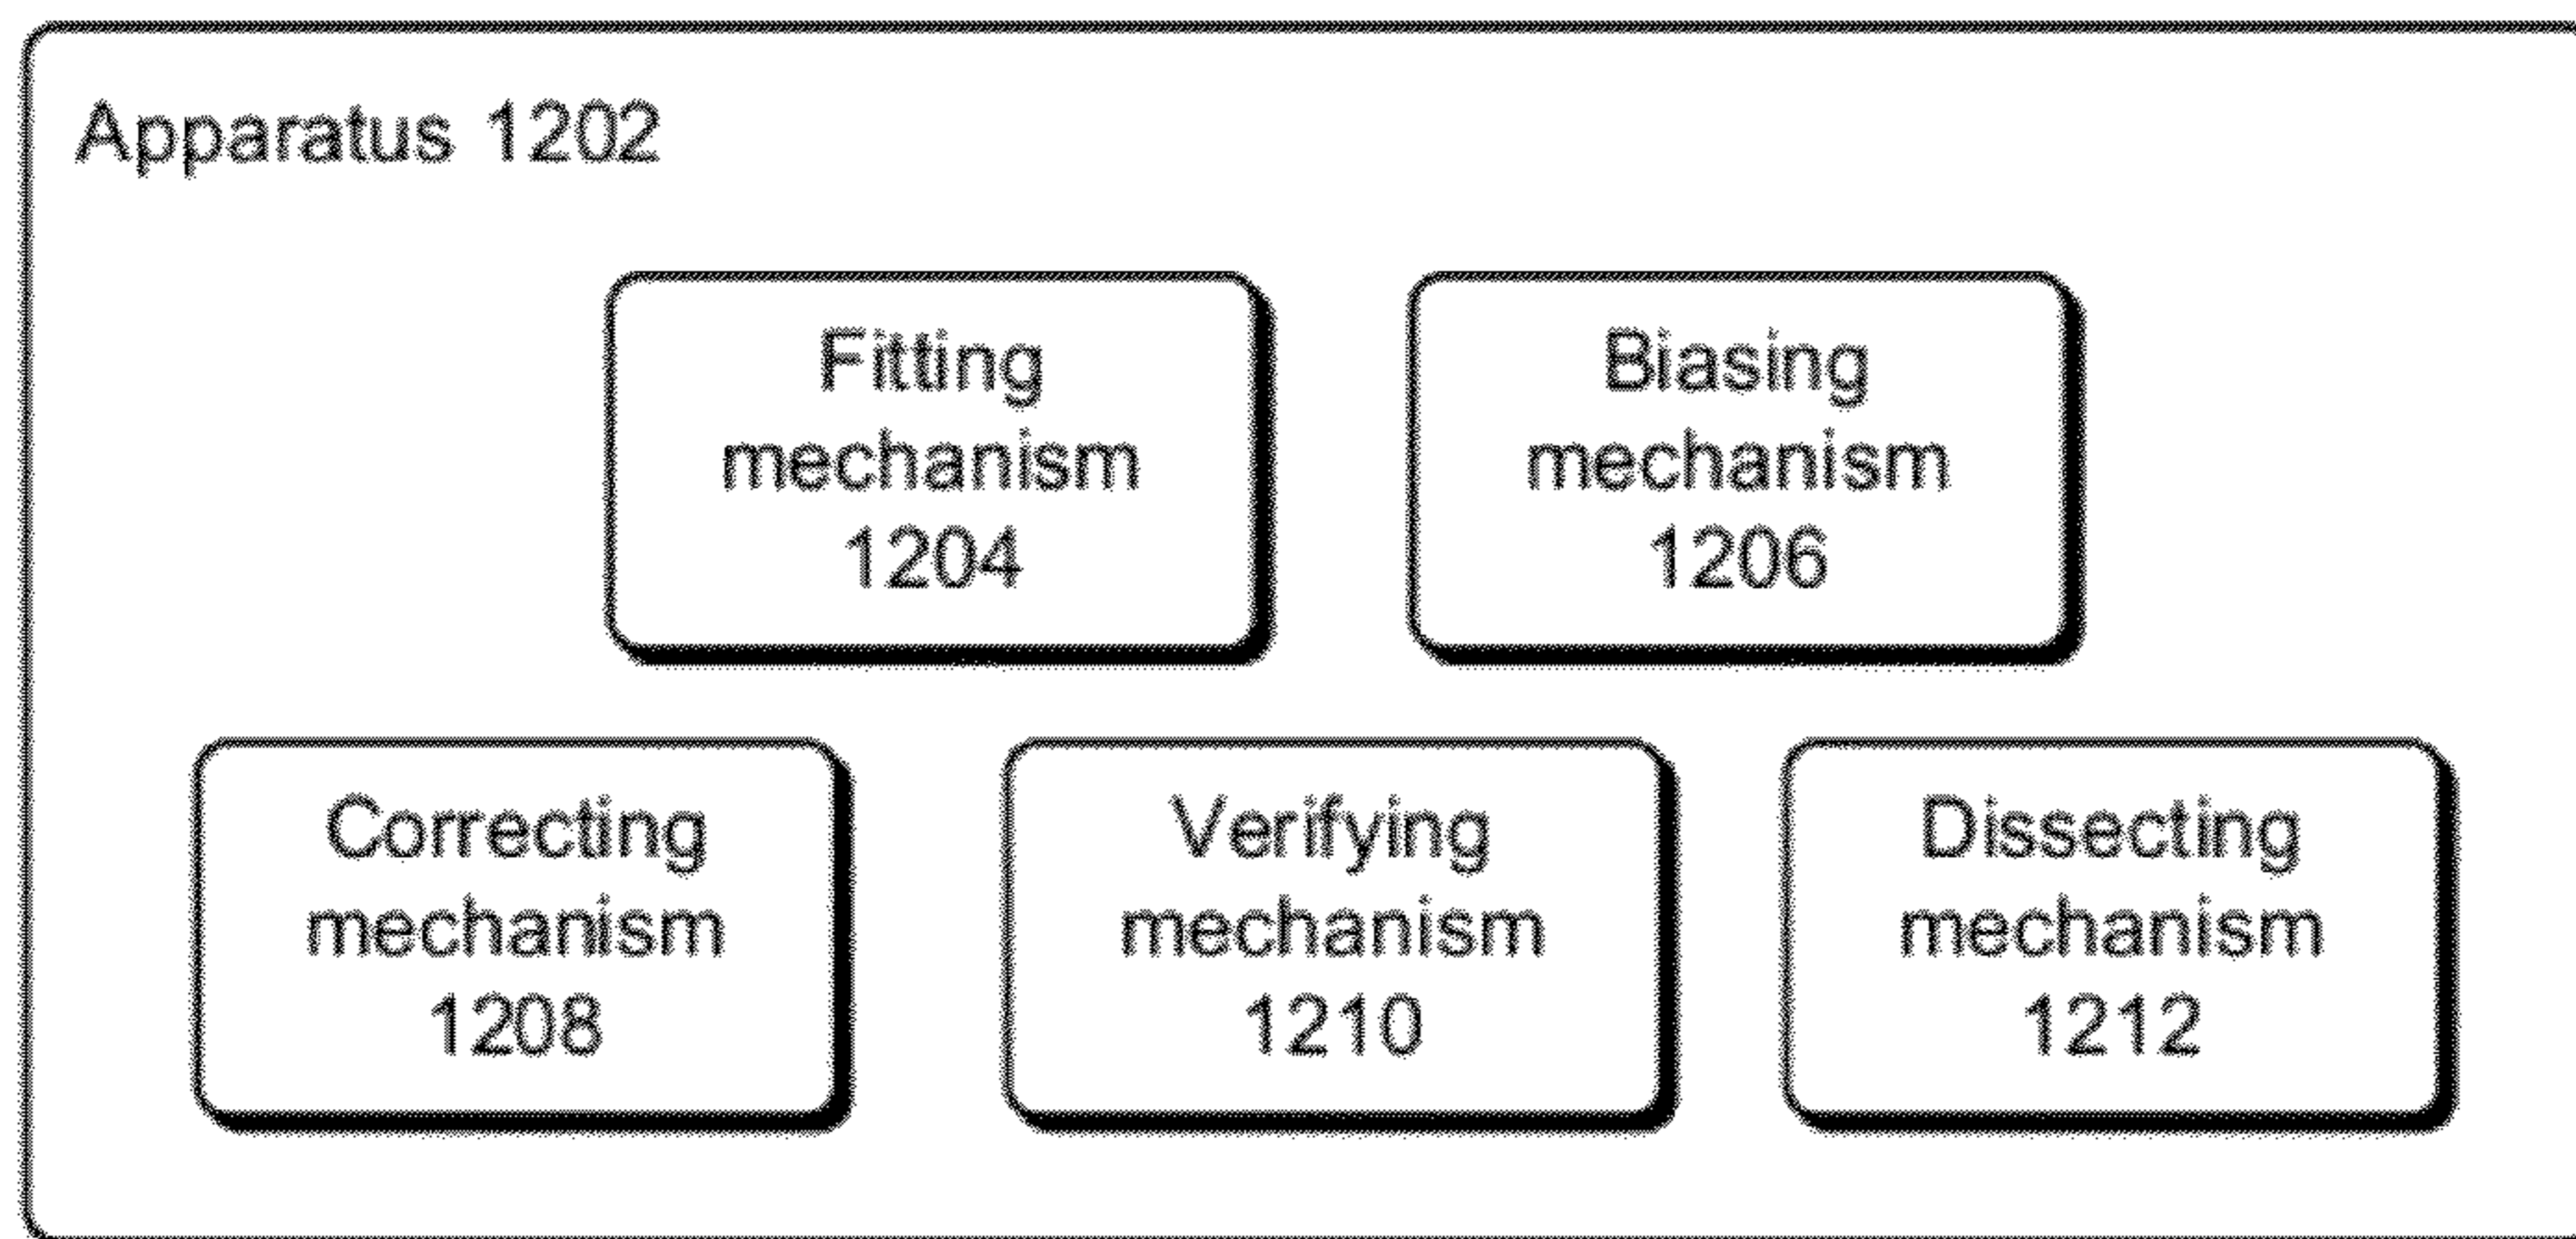 Apparatus 1202
Fitting
mechanism
1204
Biasing
mechanism
1206
Correcting
mechanism
1208
Verifying
mechanism
1210
Dissecting
mechanism
1212